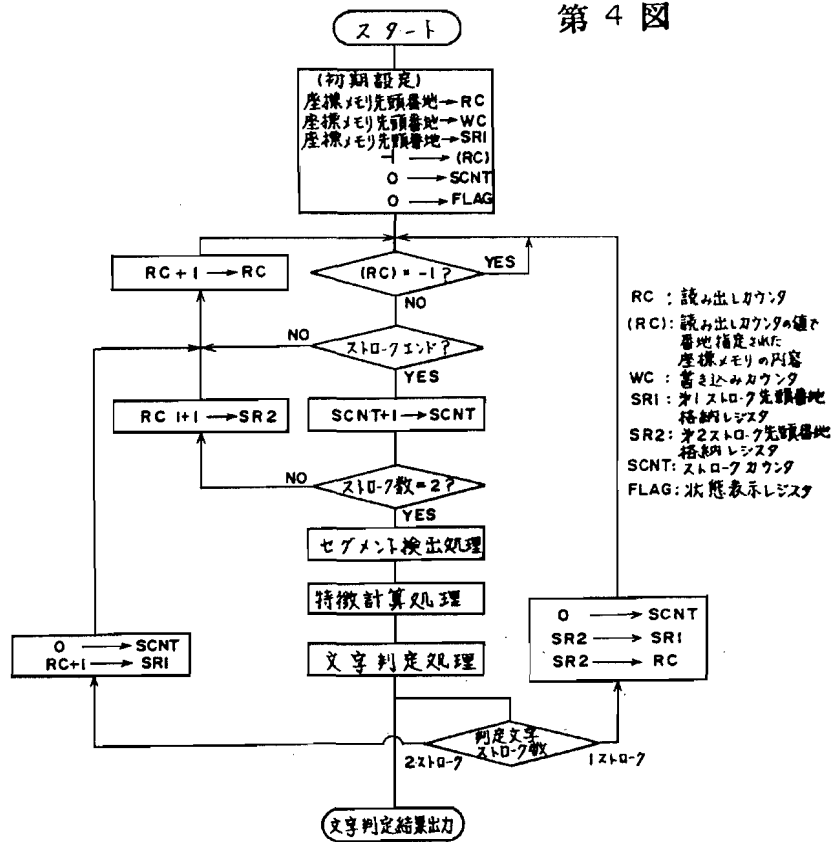 第4図
スタート
(初期設定)
座標メモリ先頭番地→RC
座標メモリ先頭番地→WC
座標メモリ先頭番地→SR1
-1→(RC)
0→SCNT
0→FLAG
RC+1→RC
(RC)=-1?
YES
NO
ストロークエンド?
NO
YES
RC 1+1→SR2
SCNT+1→SCNT
ストローク数=2?
NO
YES
セグメント検出処理
特徴計算処理
文字判定処理
0→SCNT
RC+1→SR1
0→SCNT
SR2→SR1
SR2→RC
判定文字
ストローク数
2ストローク
1ストローク
文字判定結果出力
RC:読み出しカウンタ
(RC):読み出しカウンタの値で
番地指定された
座標メモリの内容
WC:書き込みカウンタ
SR1:第1ストローク先頭番地
格納レジスタ
SR2:第2ストローク先頭番地
格納レジスタ
SCNT:ストロークカウンタ
FLAG:状態表示レジスタ